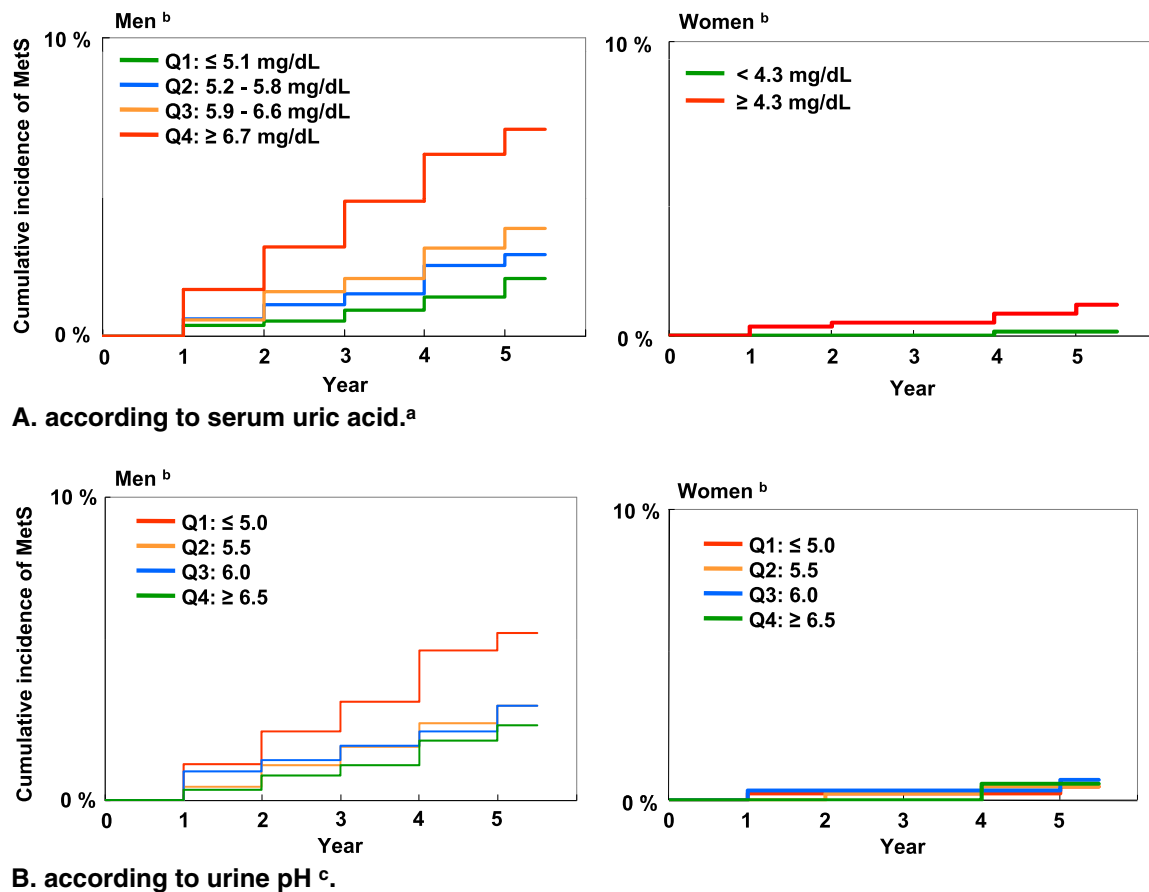 Men ᵇ
10 %
Q1: ≤ 5.1 mg/dL
Q2: 5.2 - 5.8 mg/dL
Q3: 5.9 - 6.6 mg/dL
Q4: ≥ 6.7 mg/dL
Cumulative incidence of MetS
0 %
0 1 2 3 4 5
Year
Women ᵇ
10 %
< 4.3 mg/dL
≥ 4.3 mg/dL
0 %
0 1 2 3 4 5
Year
A. according to serum uric acid.ᵃ
Men ᵇ
10 %
Q1: ≤ 5.0
Q2: 5.5
Q3: 6.0
Q4: ≥ 6.5
Cumulative incidence of MetS
0 %
0 1 2 3 4 5
Year
Women ᵇ
10 %
Q1: ≤ 5.0
Q2: 5.5
Q3: 6.0
Q4: ≥ 6.5
0 %
0 1 2 3 4 5
Year
B. according to urine pH ᶜ.